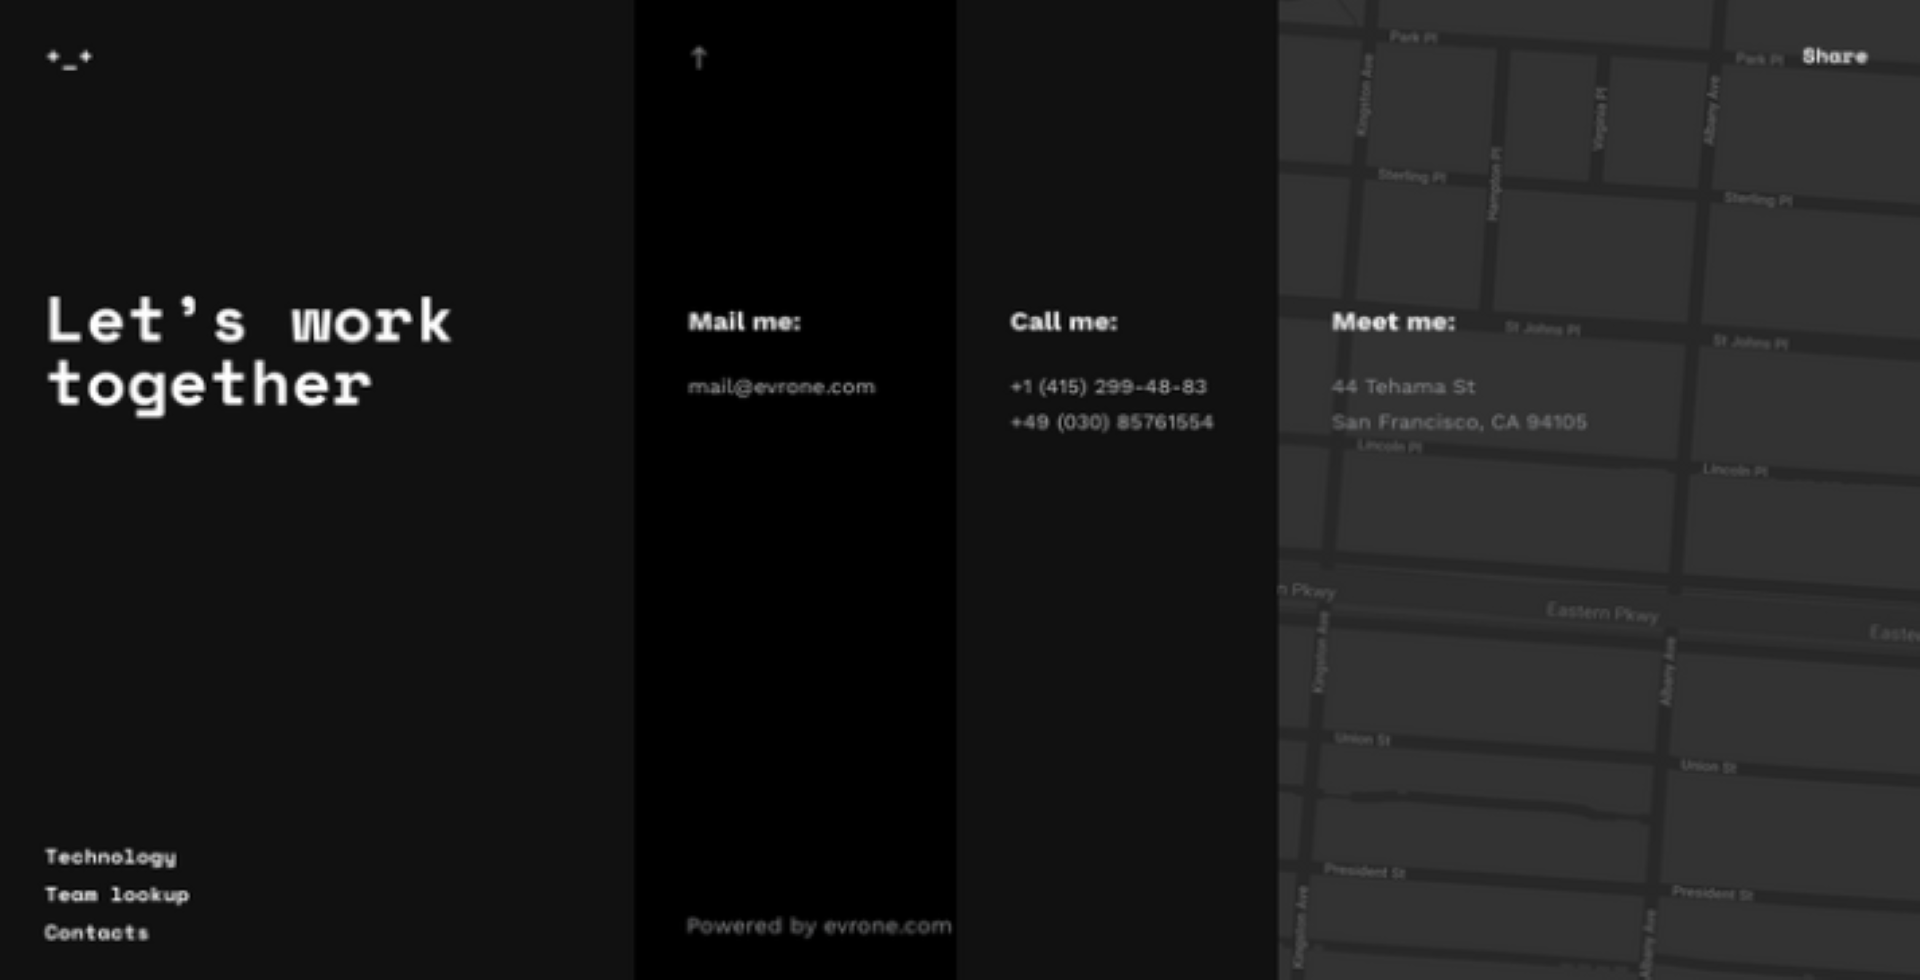 +_+
Let’s work
together
Technology
Team lookup
Contacts
↑
Mail me:
mail@evrone.com
Powered by evrone.com
Call me:
+1 (415) 299-48-83
+49 (030) 85761554
Share
Meet me:
44 Tehama St
San Francisco, CA 94105
Park Pl
Park Pl
Kingston Ave
Virginia Pl
Albany Ave
Hampton Pl
Sterling Pl
Sterling Pl
St Johns Pl
St Johns Pl
Lincoln Pl
Lincoln Pl
n Pkwy
Eastern Pkwy
Easte
Kingston Ave
Albany Ave
Union St
Union St
President St
President St
Kingston Ave
Albany Ave